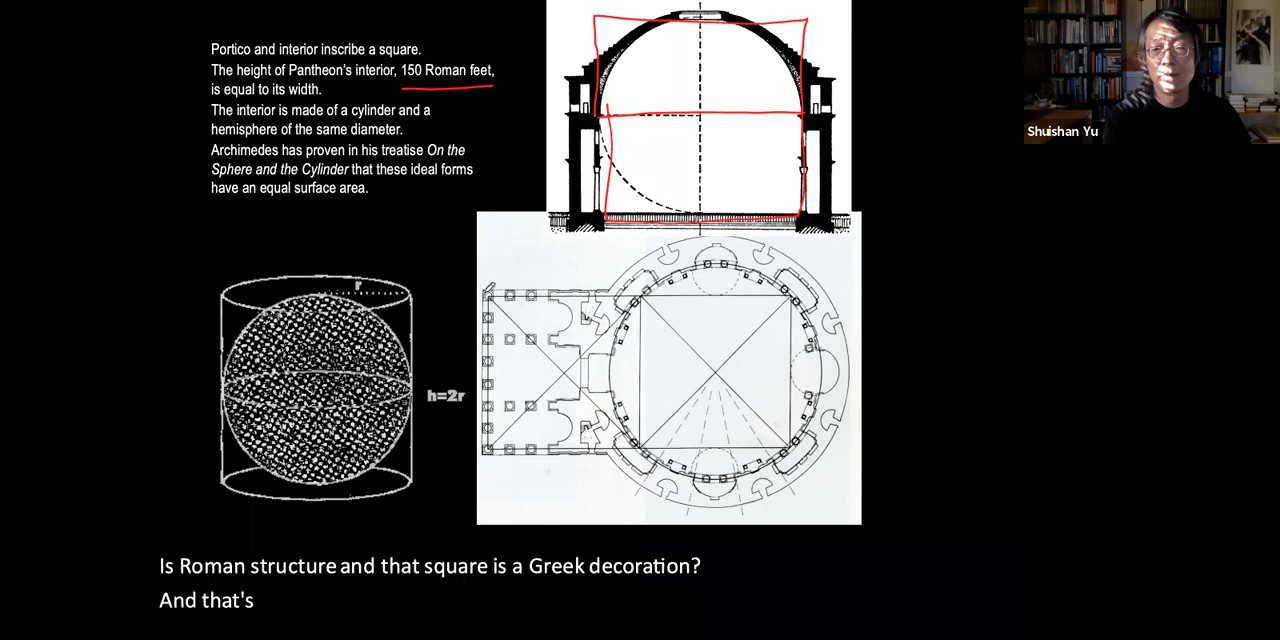 Portico and interior inscribe a square.
The height of Pantheon's interior, 150 Roman feet,
is equal to its width.
The interior is made of a cylinder and a
hemisphere of the same diameter.
Archimedes has proven in his treatise On the
Sphere and the Cylinder that these ideal forms
have an equal surface area.
Shuishan Yu
r
h=2r
Is Roman structure and that square is a Greek decoration?
And that's